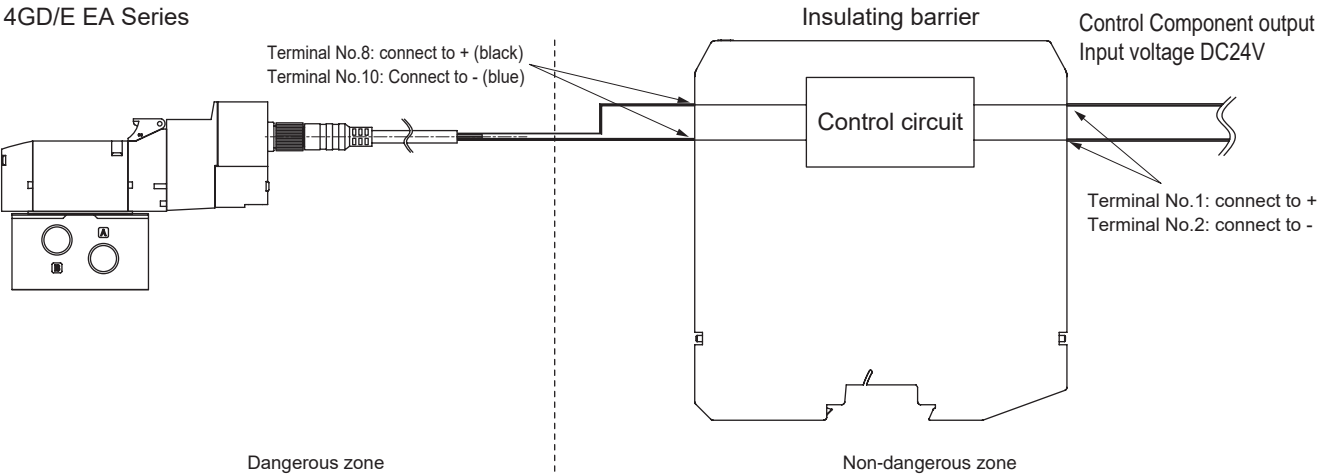 4GD/E EA Series
Insulating barrier
Control Component output
Input voltage DC24V
Terminal No.8: connect to + (black)
Terminal No.10: Connect to - (blue)
Control circuit
Terminal No.1: connect to +
Terminal No.2: connect to -
A
B
Dangerous zone
Non-dangerous zone